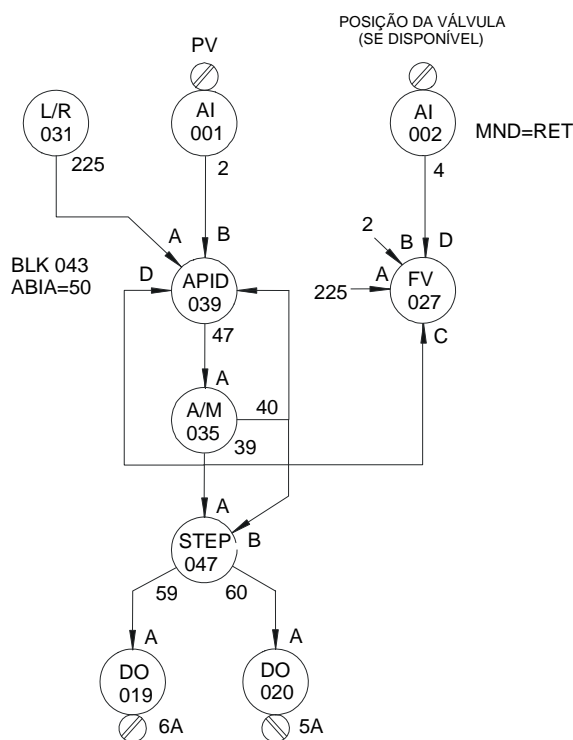 POSIÇÃO DA VÁLVULA
(SE DISPONÍVEL)
PV
L/R
031
AI
001
AI
002
MND=RET
225
2
4
A
B
2
B
D
BLK 043
ABIA=50
D
APID
039
225
A
FV
027
C
47
A
A/M
035
40
39
A
B
STEP
047
59
60
A
A
DO
019
DO
020
6A
5A